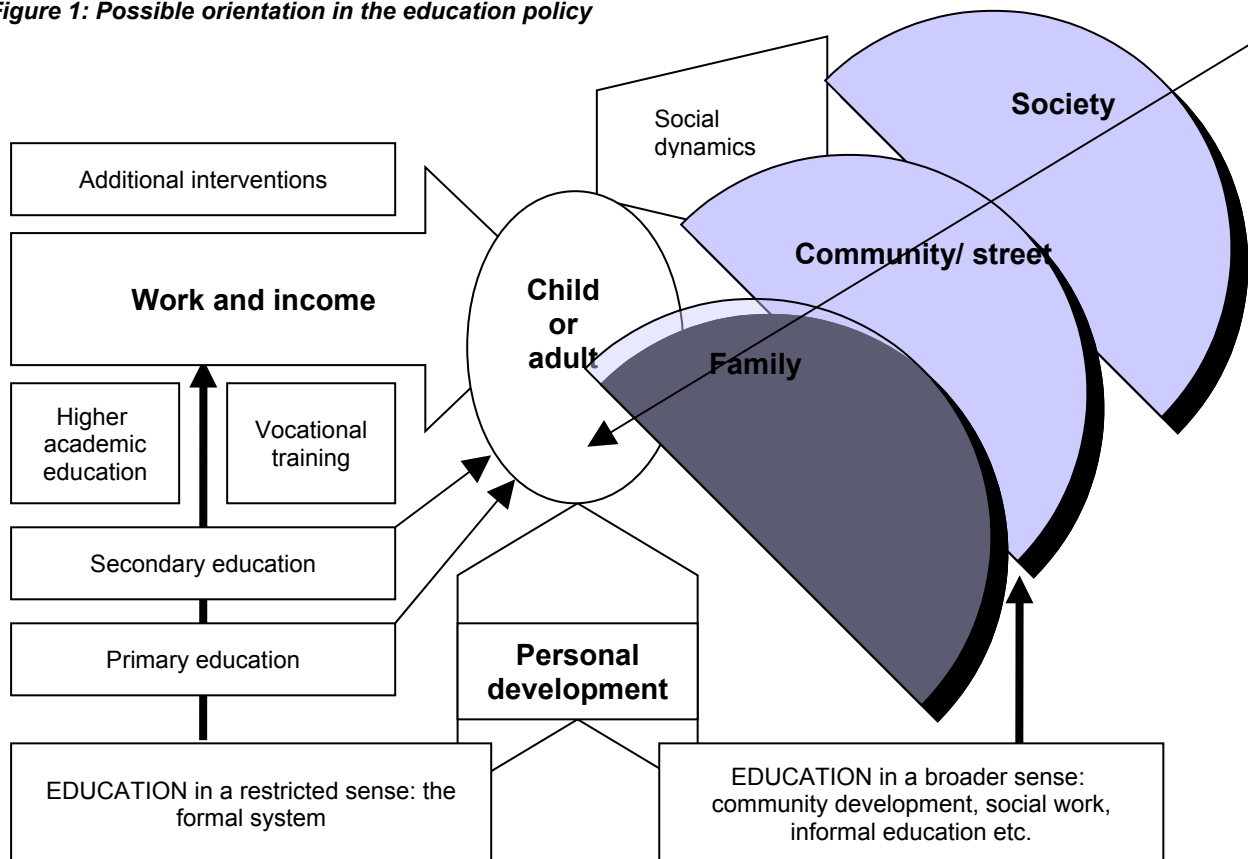 Figure 1: Possible orientation in the education policy
Society
Social
dynamics
Additional interventions
Community/ street
Work and income
Child
or
adult
Family
Higher
academic
education
Vocational
training
Secondary education
Primary education
Personal
development
EDUCATION in a restricted sense: the
formal system
EDUCATION in a broader sense:
community development, social work,
informal education etc.